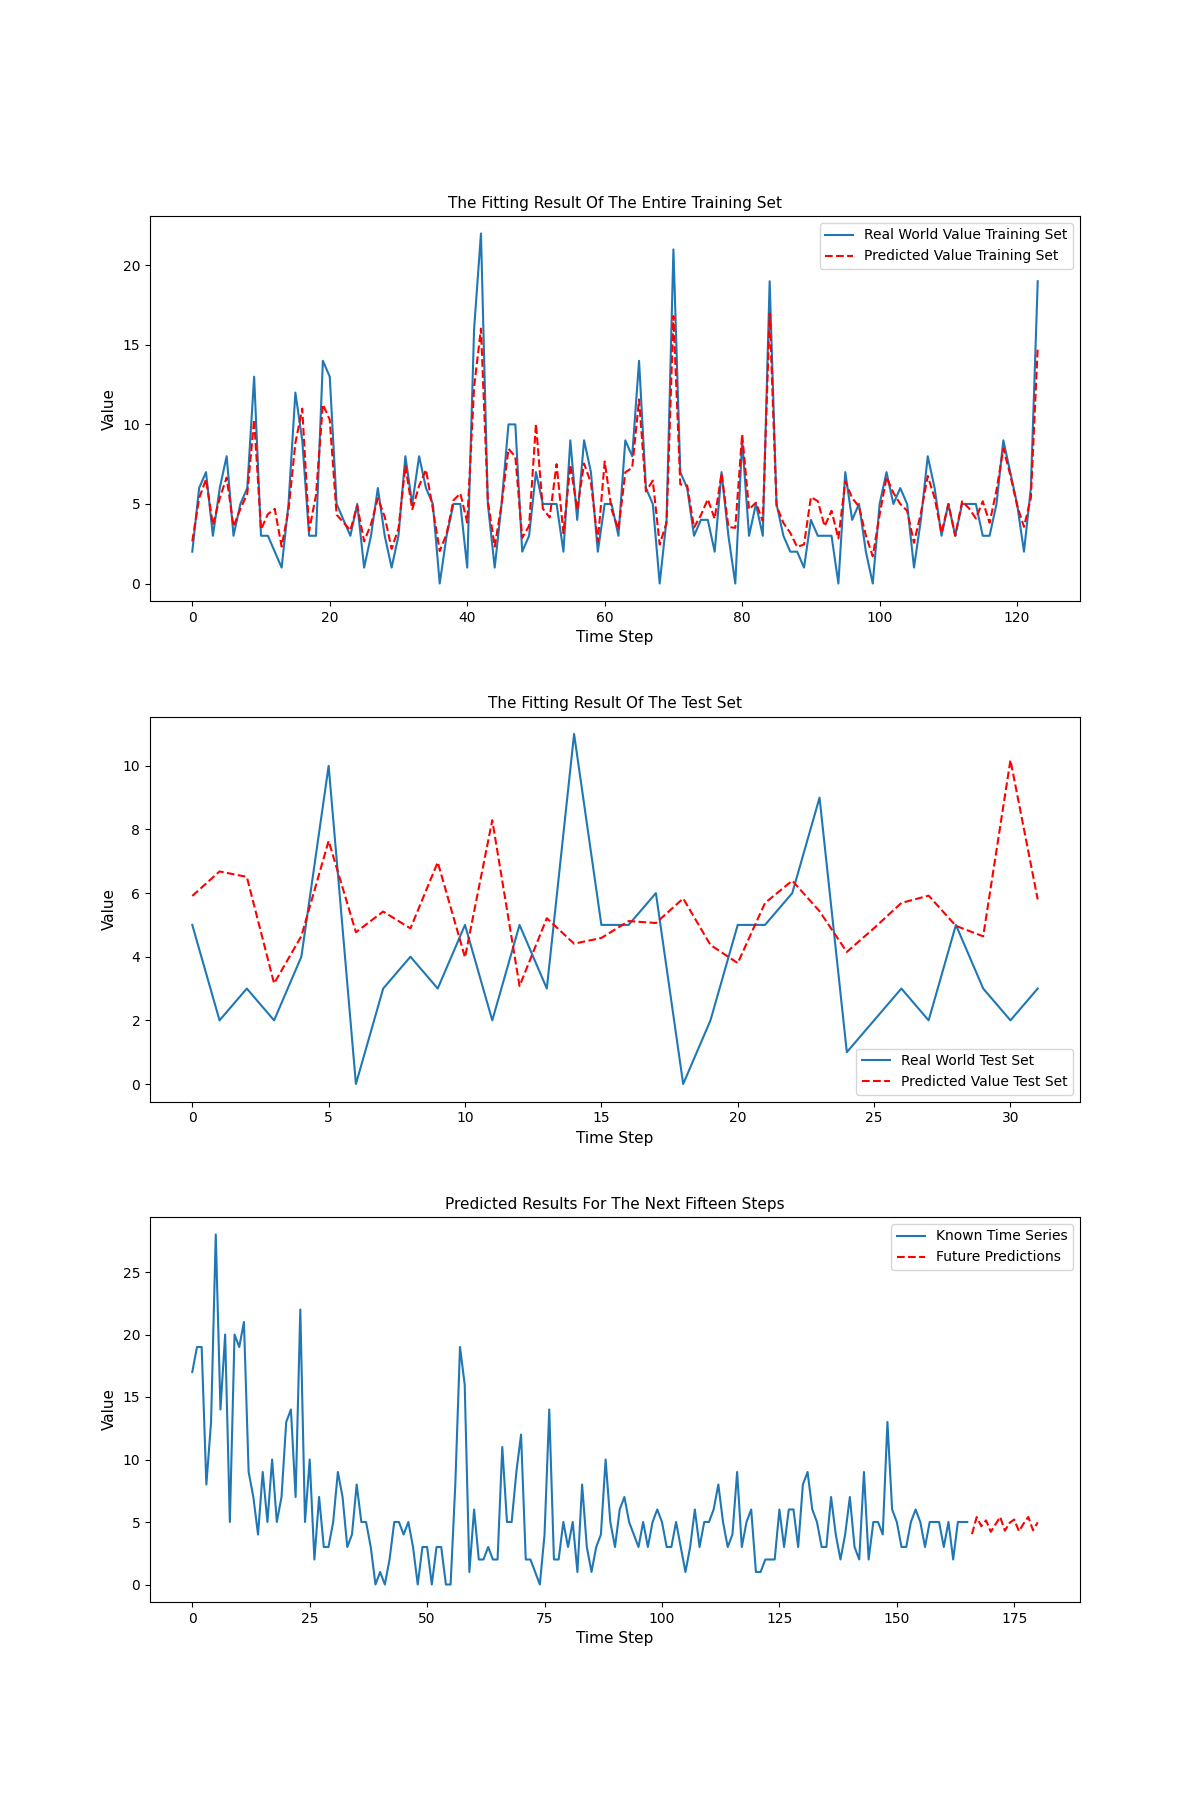 The Fitting Result Of The Entire Training Set
Real World Value Training Set
Predicted Value Training Set
Value
20
15
10
5
0
0 20 40 60 80 100 120
Time Step
The Fitting Result Of The Test Set
Value
10
8
6
4
2
0
Real World Test Set
Predicted Value Test Set
0 5 10 15 20 25 30
Time Step
Predicted Results For The Next Fifteen Steps
Known Time Series
Future Predictions
Value
25
20
15
10
5
0
0 25 50 75 100 125 150 175
Time Step